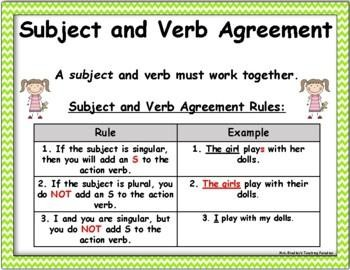 Subject and Verb Agreement
A subject and verb must work together.
Subject and Verb Agreement Rules:
Rule
Example
1. If the subject is singular,
then you will add an S to the
action verb.
1. The girl plays with her
dolls.
2. If the subject is plural, you
do NOT add an S to the
action verb.
2. The girls play with their
dolls.
3. I and you are singular, but
you do NOT add S to the
action verb.
3. I play with my dolls.